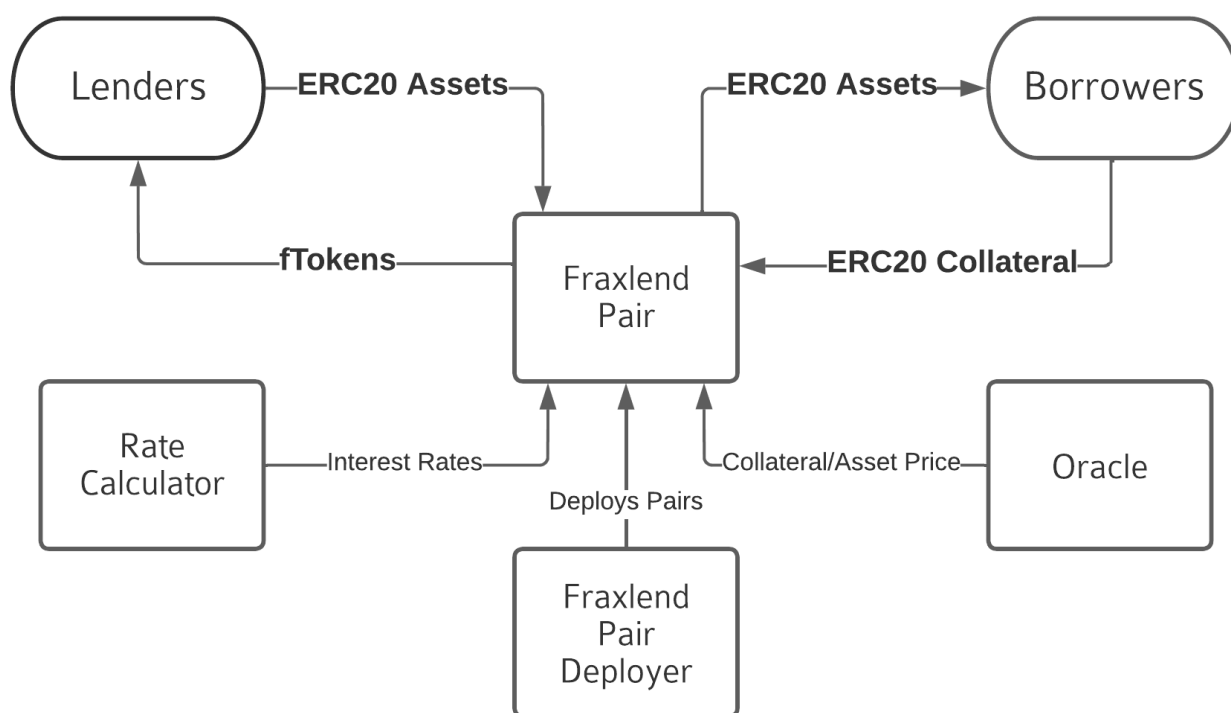 Lenders
ERC20 Assets
ERC20 Assets
Borrowers
fTokens
ERC20 Collateral
Fraxlend
Pair
Rate
Calculator
Interest Rates
Collateral/Asset Price
Oracle
Deploys Pairs
Fraxlend
Pair
Deployer